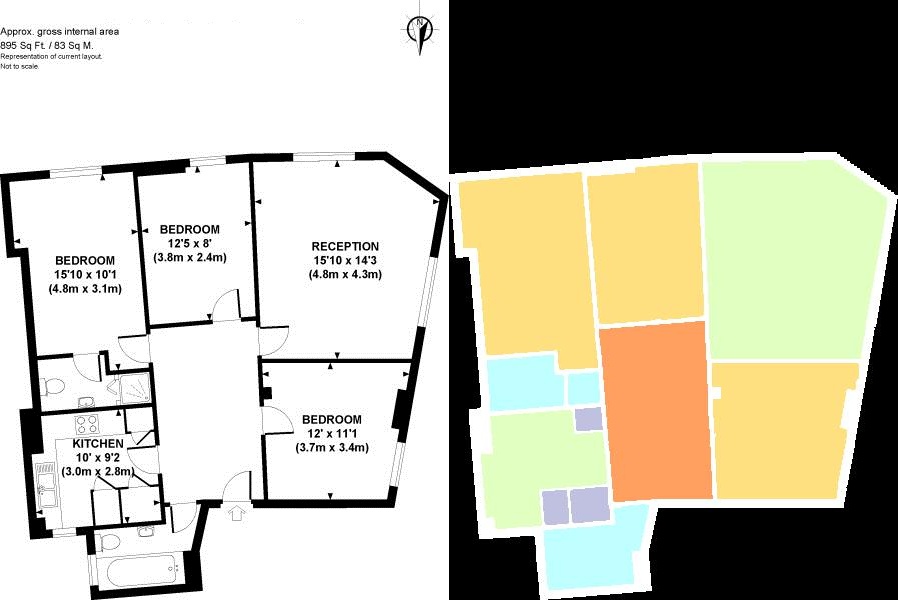 Approx. gross internal area
895 Sq Ft. / 83 Sq M.
Representation of current layout.
Not to scale.
N
BEDROOM
12'5 x 8'
(3.8m x 2.4m)
RECEPTION
15'10 x 14'3
(4.8m x 4.3m)
BEDROOM
15'10 x 10'1
(4.8m x 3.1m)
BEDROOM
12' x 11'1
(3.7m x 3.4m)
KITCHEN
10' x 9'2
(3.0m x 2.8m)